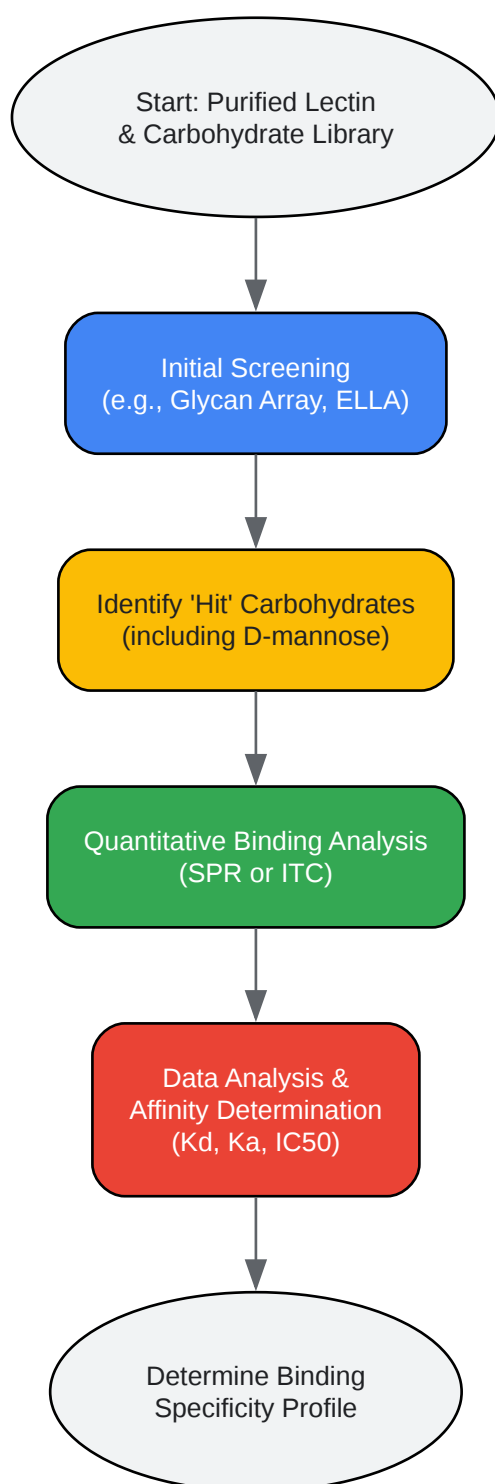 Start: Purified Lectin
& Carbohydrate Library
Initial Screening
(e.g., Glycan Array, ELLA)
Identify 'Hit' Carbohydrates
(including D-mannose)
Quantitative Binding Analysis
(SPR or ITC)
Data Analysis &
Affinity Determination
(Kd, Ka, IC50)
Determine Binding
Specificity Profile